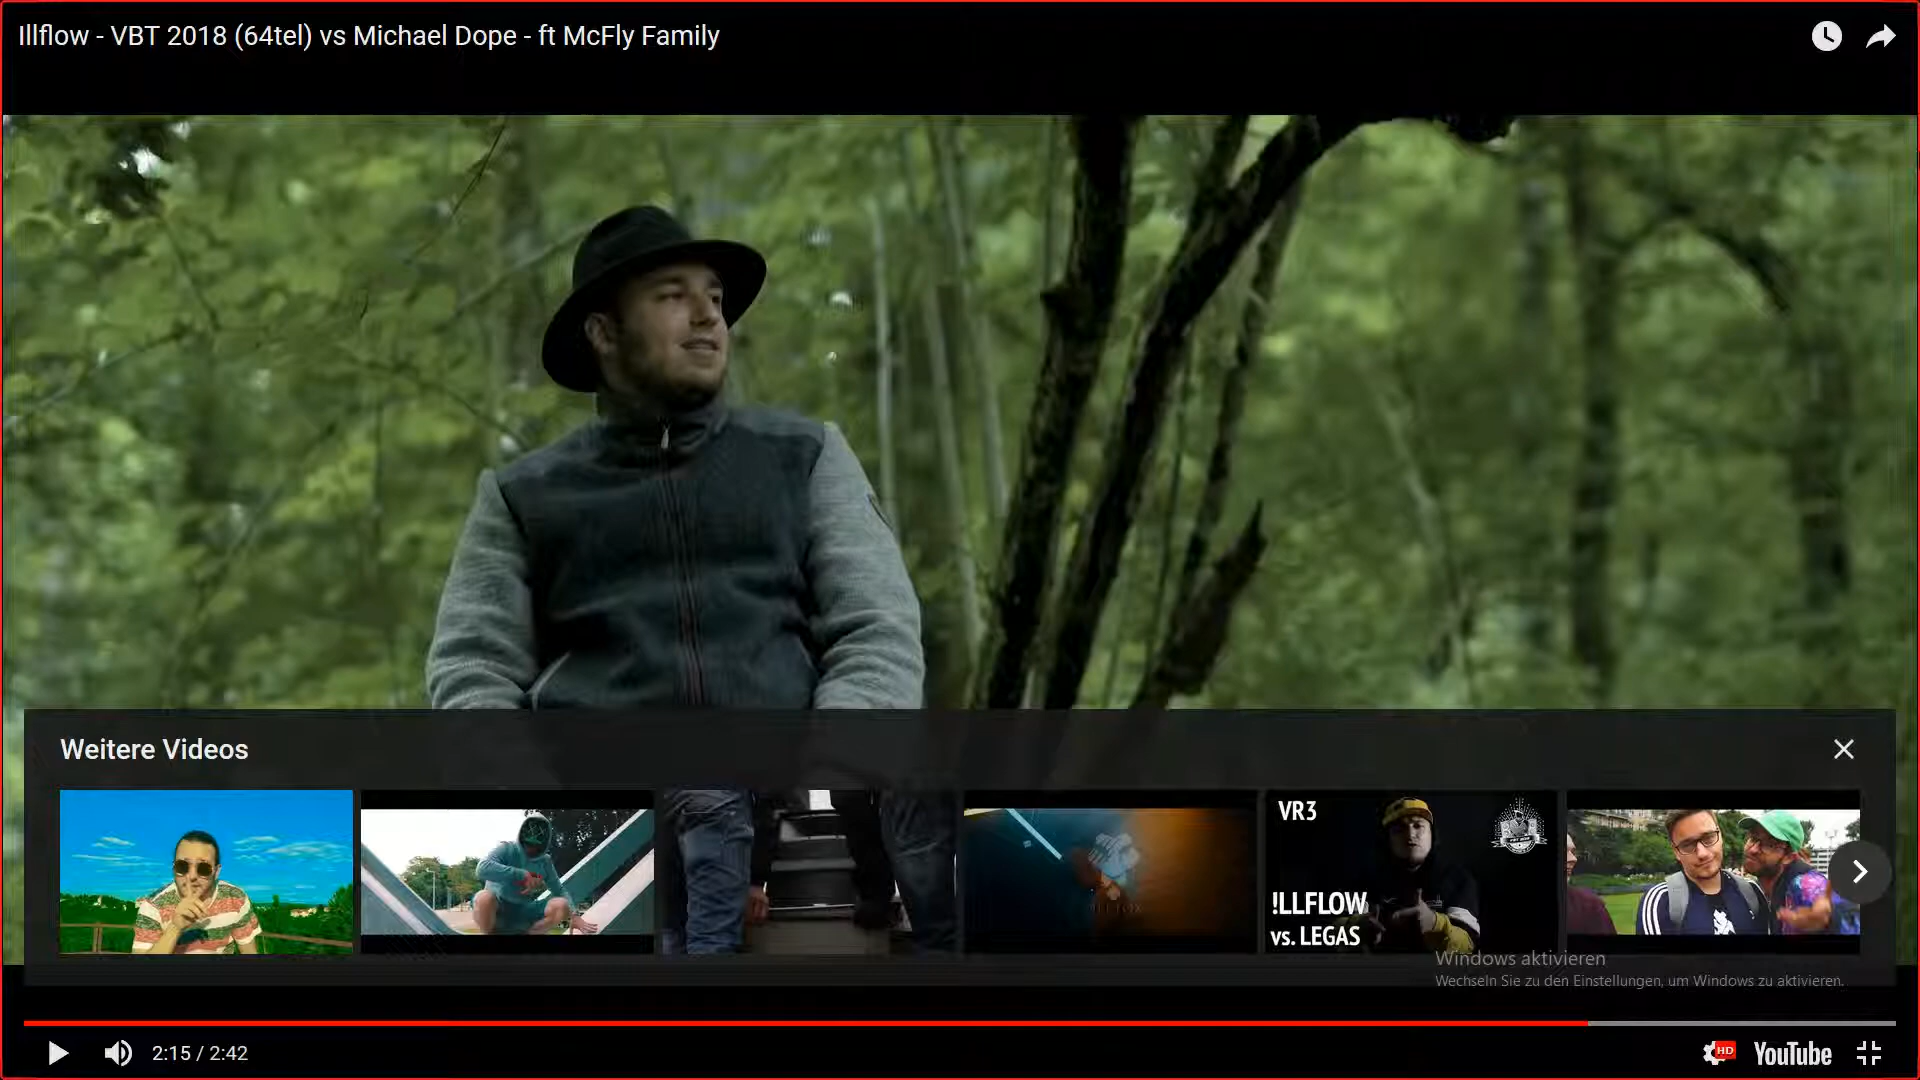 Illflow - VBT 2018 (64tel) vs Michael Dope - ft McFly Family
Weitere Videos
VR3
!LLFLOW
vs. LEGAS
Windows aktivieren
Wechseln Sie zu den Einstellungen, um Windows zu aktivieren.
2:15 / 2:42
HD
YouTube